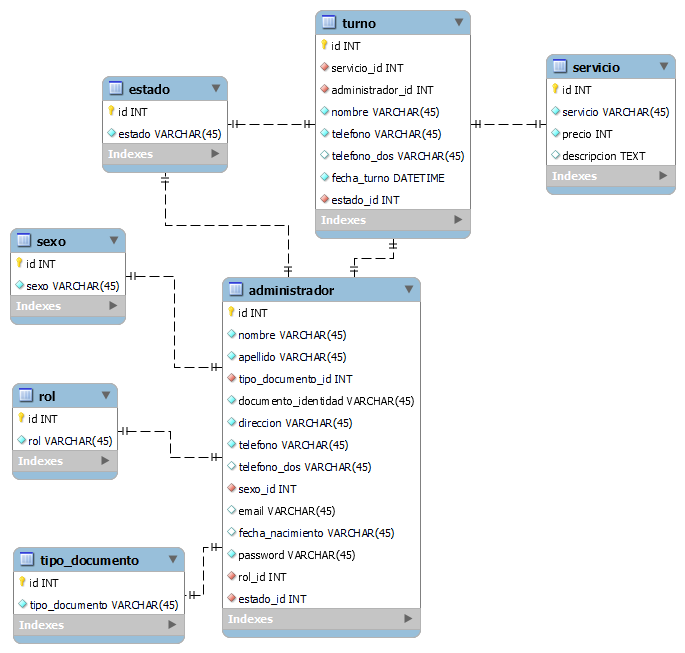 turno
id INT
servicio_id INT
administrador_id INT
nombre VARCHAR(45)
telefono VARCHAR(45)
telefono_dos VARCHAR(45)
fecha_turno DATETIME
estado_id INT
Indexes
estado
id INT
estado VARCHAR(45)
Indexes
servicio
id INT
servicio VARCHAR(45)
precio INT
descripcion TEXT
Indexes
sexo
id INT
sexo VARCHAR(45)
Indexes
rol
id INT
rol VARCHAR(45)
Indexes
tipo_documento
id INT
tipo_documento VARCHAR(45)
Indexes
administrador
id INT
nombre VARCHAR(45)
apellido VARCHAR(45)
tipo_documento_id INT
documento_identidad VARCHAR(45)
direccion VARCHAR(45)
telefono VARCHAR(45)
telefono_dos VARCHAR(45)
sexo_id INT
email VARCHAR(45)
fecha_nacimiento VARCHAR(45)
password VARCHAR(45)
rol_id INT
estado_id INT
Indexes